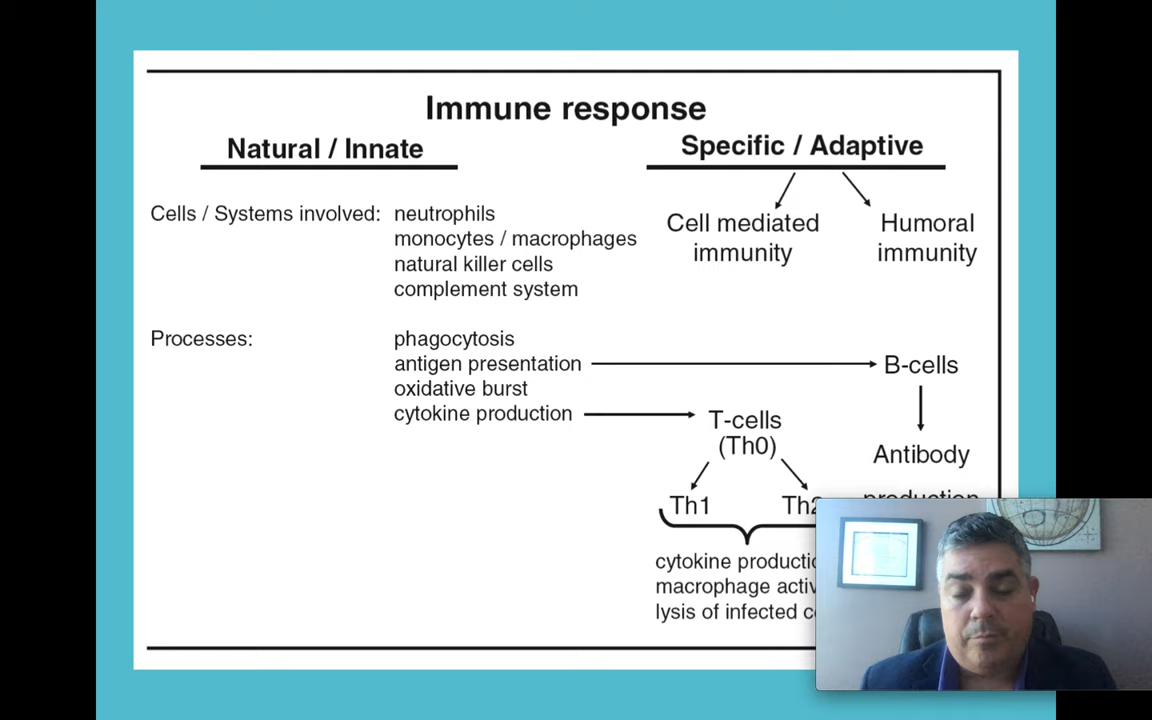 Immune response
Natural / Innate
Specific / Adaptive
Cells / Systems involved:
neutrophils
monocytes / macrophages
natural killer cells
complement system
Cell mediated
immunity
Humoral
immunity
Processes:
phagocytosis
antigen presentation
oxidative burst
cytokine production
B-cells
T-cells
(Th0)
Antibody
production
Th1
Th2
cytokine
macrophage
lysis of infected